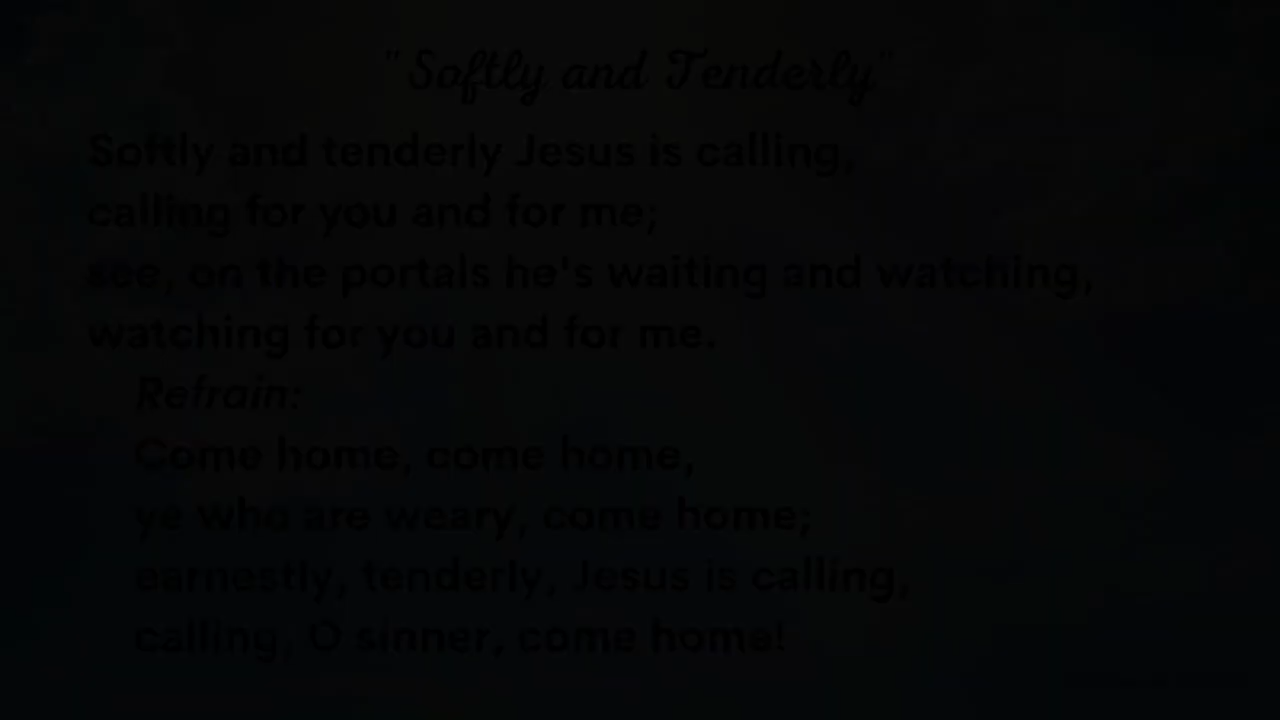 "Softly and Tenderly"
Softly and tenderly Jesus is calling,
calling for you and for me;
see, on the portals he's waiting and watching,
watching for you and for me.
Refrain:
Come home, come home,
ye who are weary, come home;
earnestly, tenderly, Jesus is calling,
calling, O sinner, come home!